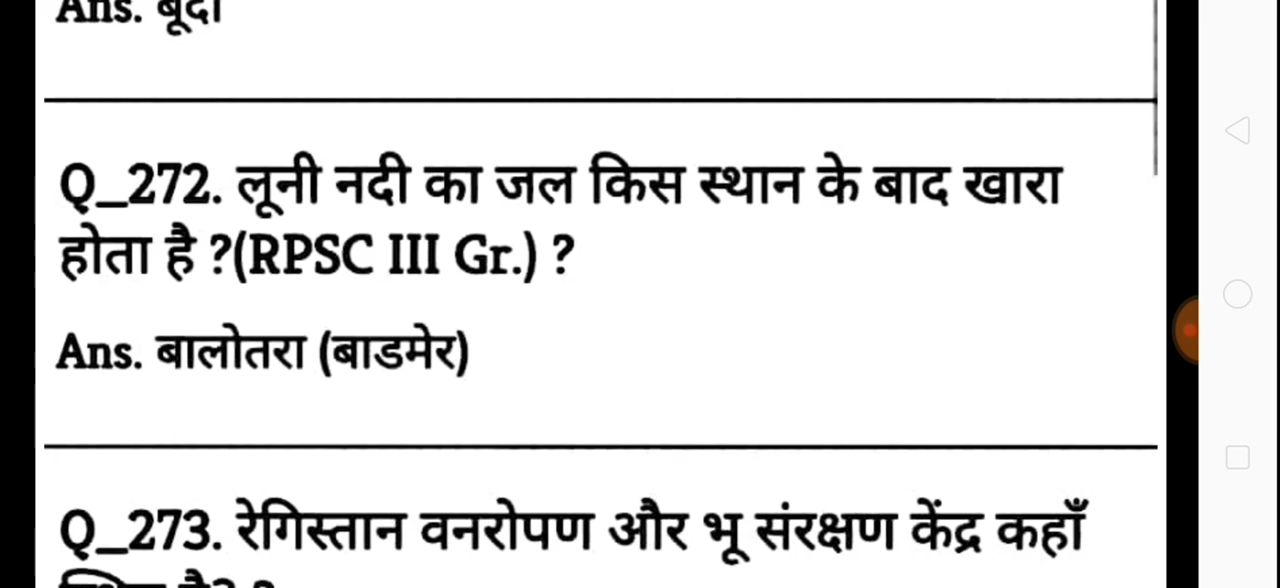 Ans. बूंदी
Q_272. लूनी नदी का जल किस स्थान के बाद खारा
होता है ?(RPSC III Gr.) ?
Ans. बालोतरा (बाडमेर)
Q_273. रेगिस्तान वनरोपण और भू संरक्षण केंद्र कहाँ